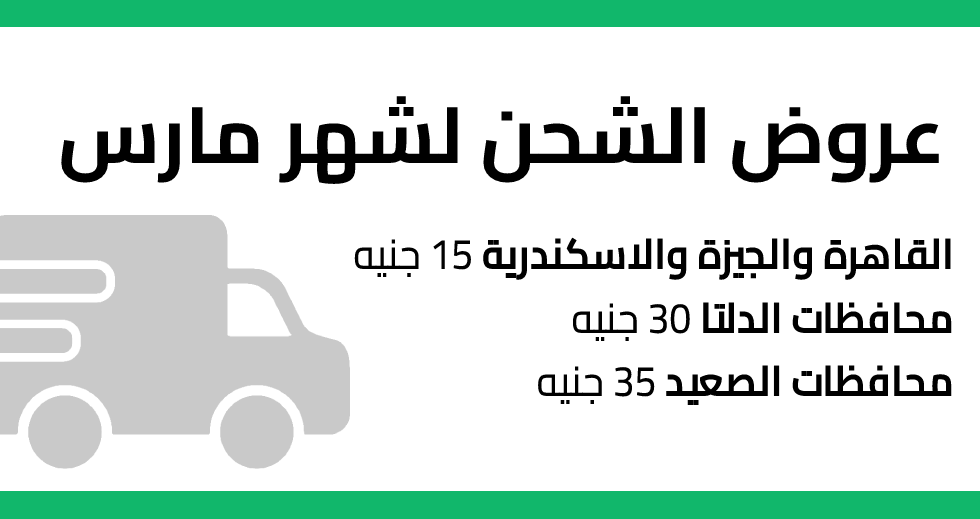 عروض الشحن لشهر مارس
القاهرة والجيزة والاسكندرية 15 جنيه
محافظات الدلتا 30 جنيه
محافظات الصعيد 35 جنيه